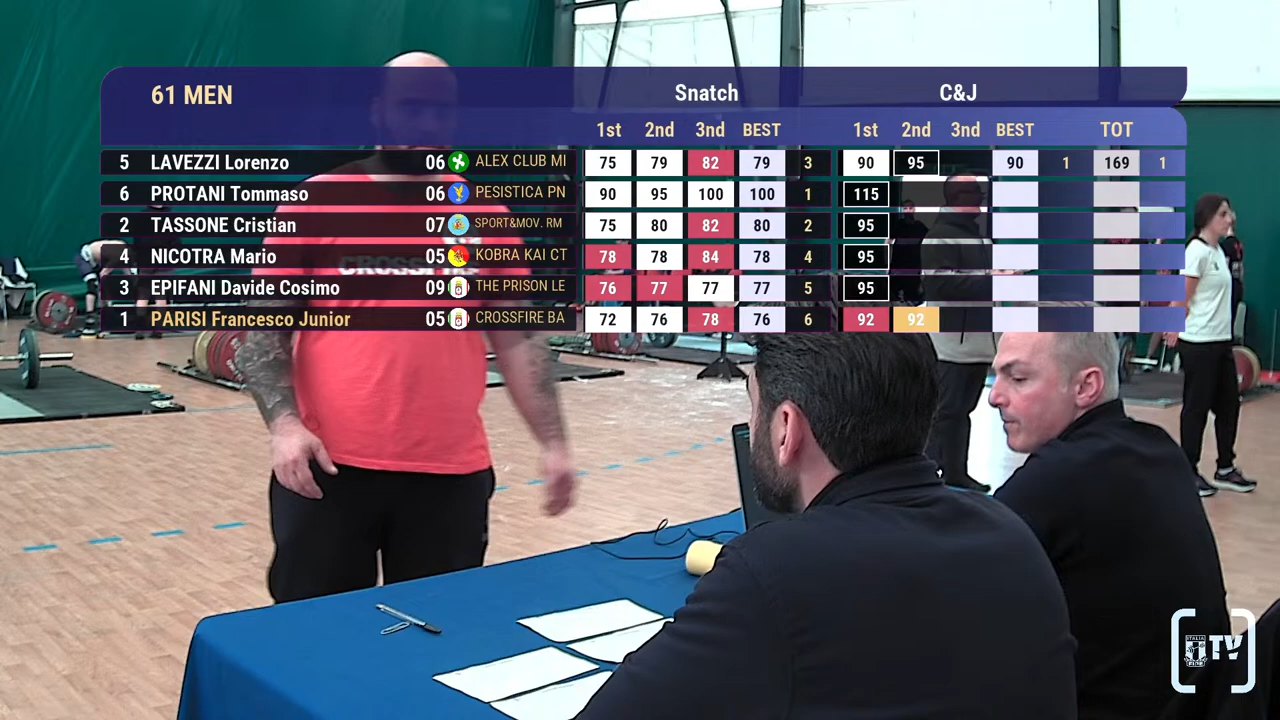 61 MEN Snatch C&J
1st 2nd 3rd BEST 1st 2nd 3rd BEST TOT
5 LAVEZZI Lorenzo 06 ALEX CLUB MI 75 79 82 79 3 90 95 90 1 169 1
6 PROTANI Tommaso 06 PESISTICA PN 90 95 100 100 1 115
2 TASSONE Cristian 07 SPORT&MOV. RM 75 80 82 80 2 95
4 NICOTRA Mario 05 KOBRA KAI CT 78 78 84 78 4 95
3 EPIFANI Davide Cosimo 09 THE PRISON LE 76 77 77 77 5 95
1 PARISI Francesco Junior 05 CROSSFIRE BA 72 76 78 76 6 92 92
ITALIA
TV